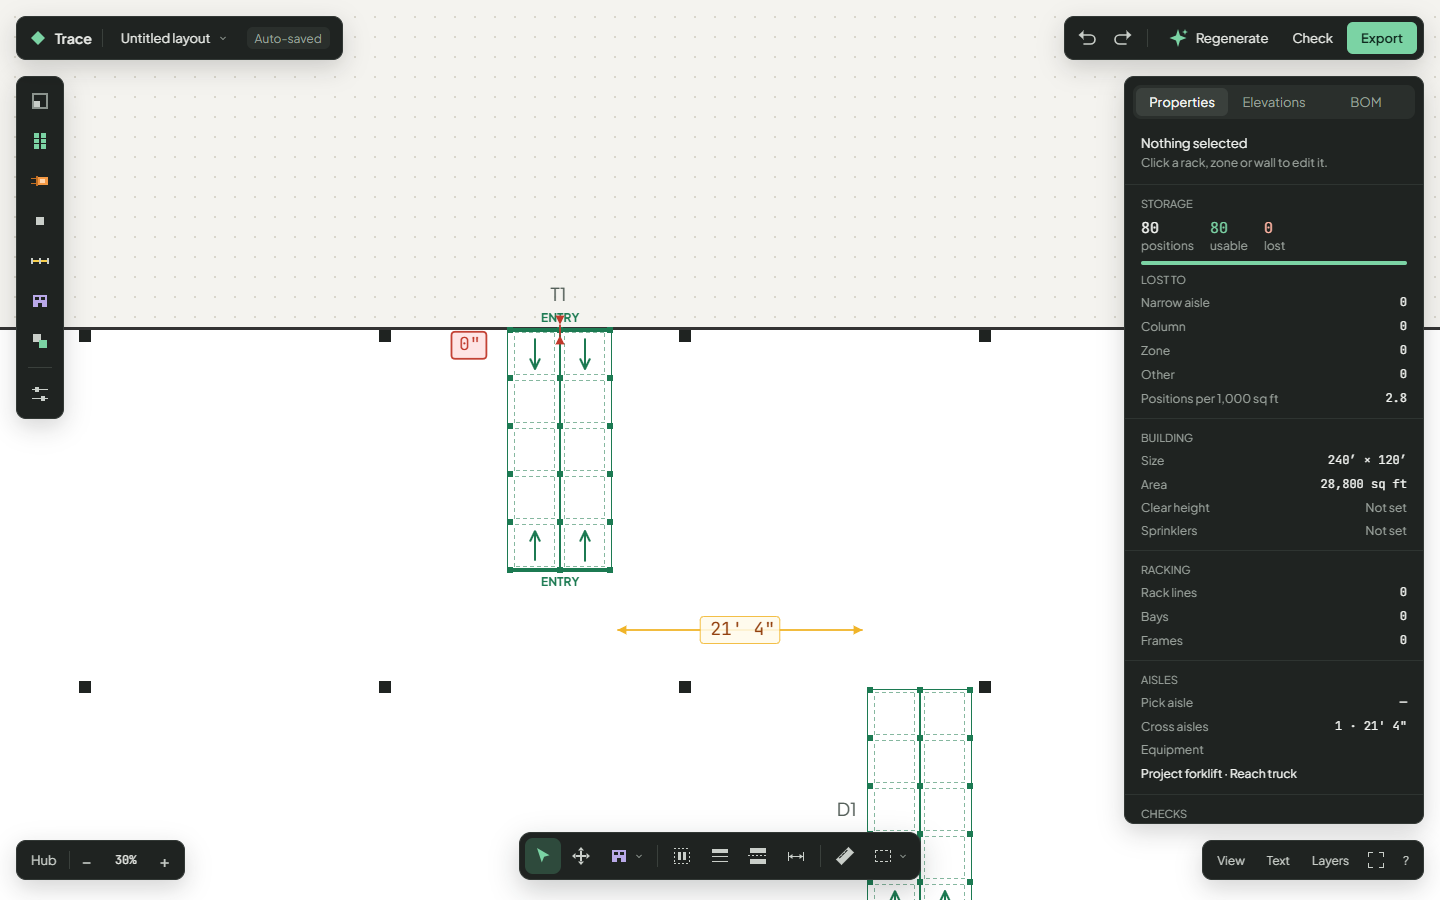 Trace
Untitled layout
Auto-saved
Regenerate
Check
Export
Properties
Elevations
BOM
Nothing selected
Click a rack, zone or wall to edit it.
STORAGE
80
80
0
positions
usable
lost
LOST TO
Narrow aisle
0
Column
0
Zone
0
Other
0
Positions per 1,000 sq ft
2.8
BUILDING
Size
240′ × 120′
Area
28,800 sq ft
Clear height
Not set
Sprinklers
Not set
RACKING
Rack lines
0
Bays
0
Frames
0
AISLES
Pick aisle
—
Cross aisles
1 · 21' 4"
Equipment
Project forklift · Reach truck
CHECKS
T1
ENTRY
0"
ENTRY
21' 4"
D1
Hub
30%
View
Text
Layers
?